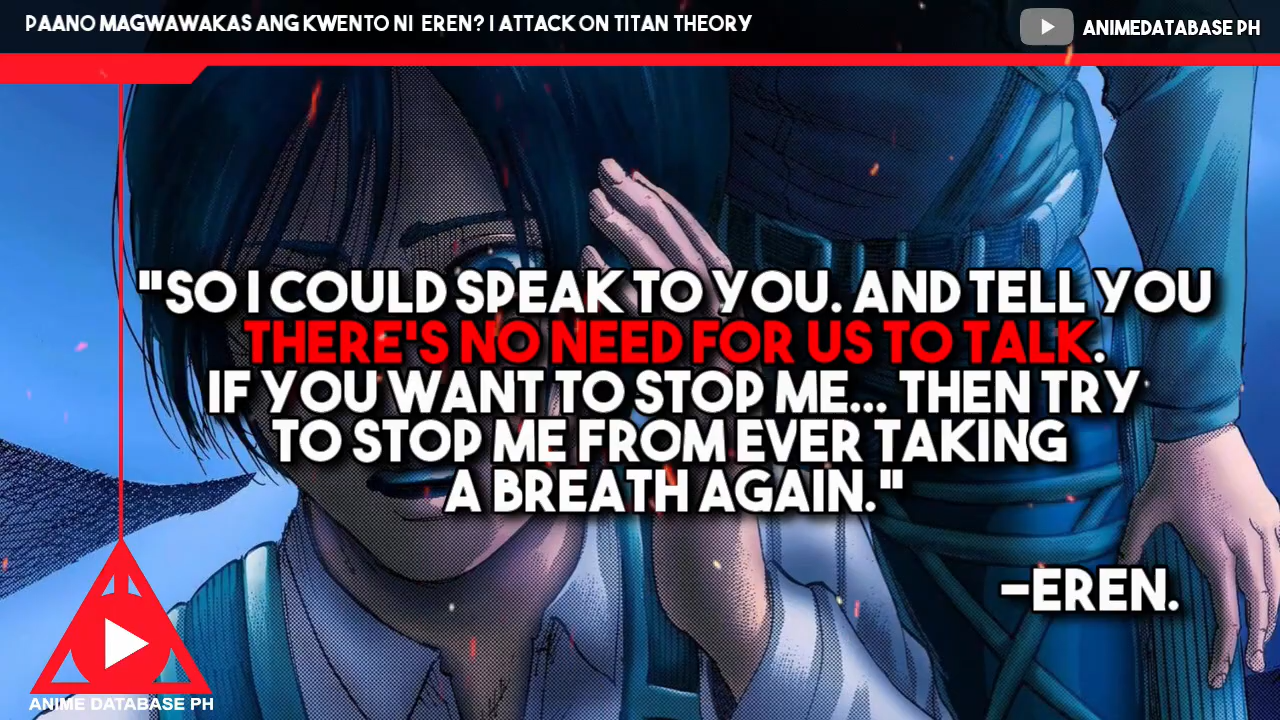 PAANO MAGWAWAKAS ANG KWENTO NI EREN? | ATTACK ON TITAN THEORY
ANIMEDATABASE PH
"SO I COULD SPEAK TO YOU. AND TELL YOU
THERE'S NO NEED FOR US TO TALK.
IF YOU WANT TO STOP ME... THEN TRY
TO STOP ME FROM EVER TAKING
A BREATH AGAIN."
-EREN.
ANIME DATABASE PH